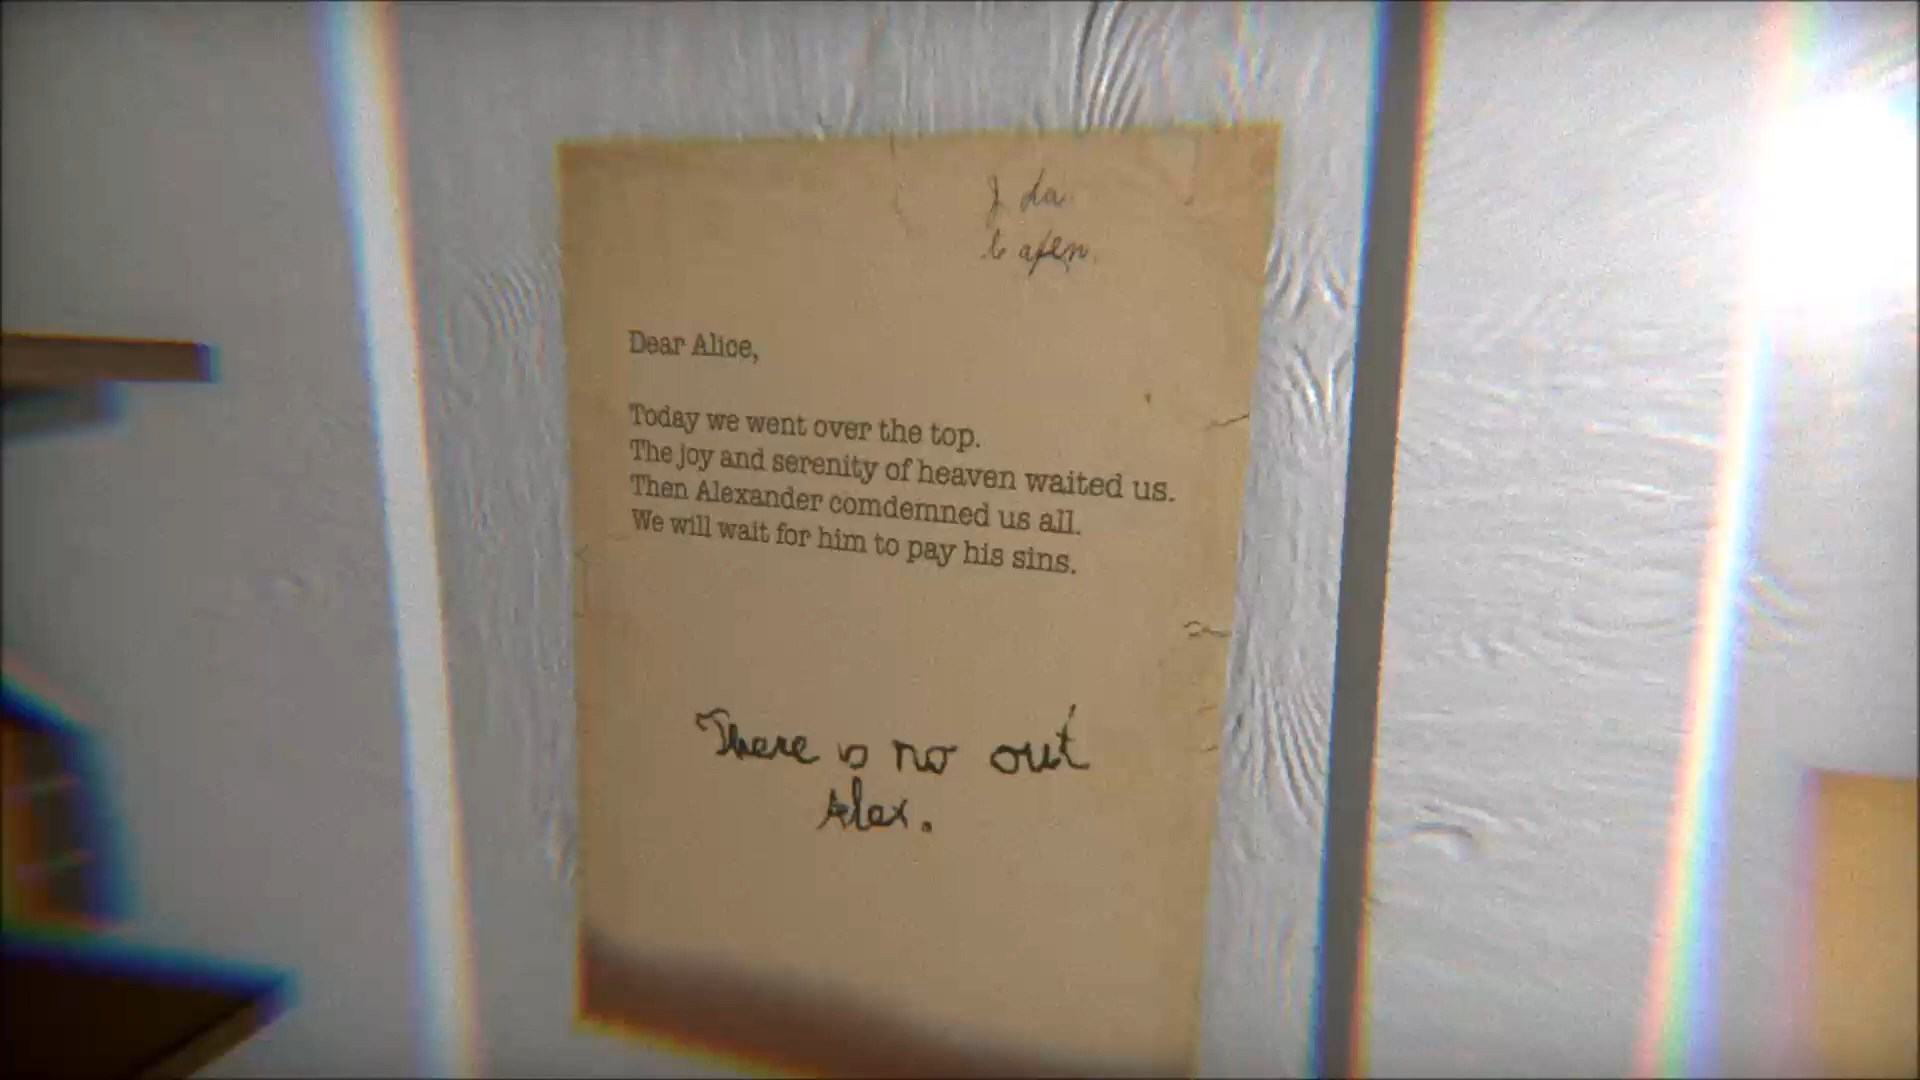 Dear Alice,
Today we went over the top.
The joy and serenity of heaven waited us.
Then Alexander comdemned us all.
We will wait for him to pay his sins.
There is no out
Alex.